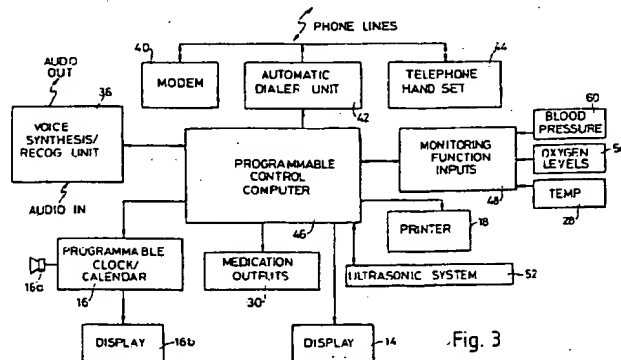 PHONE LINES
40
44
AUDIO
OUT
36
MODEM
AUTOMATIC
DIALER UNIT
42
TELEPHONE
HAND SET
VOICE
SYNTHESIS/
RECOG UNIT
AUDIO IN
PROGRAMMABLE
CONTROL
COMPUTER
46
MONITORING
FUNCTION
INPUTS
48
60
BLOOD
PRESSURE
OXYGEN
LEVELS
TEMP
28
PRINTER
18
PROGRAMMABLE
CLOCK/
CALENDAR
16
16a
MEDICATION
OUTPUTS
30'
ULTRASONIC SYSTEM
52
DISPLAY
16b
DISPLAY
14
Fig. 3